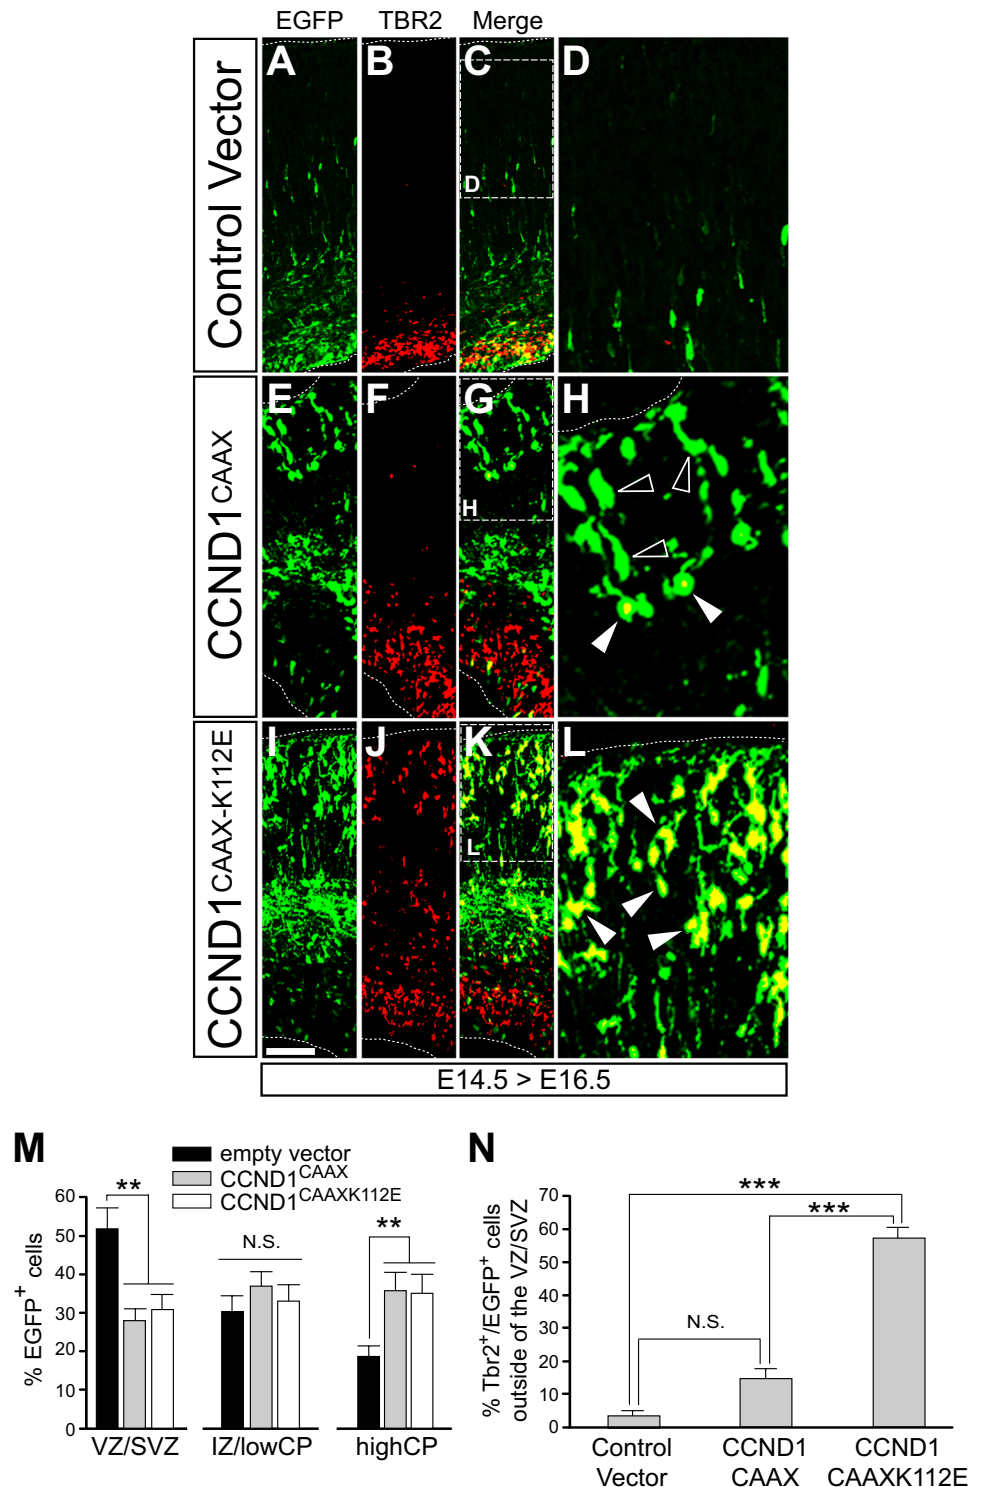 EGFP TBR2 Merge
Control Vector
A B C D
D
CCND1CAAX
E F G H
H
CCND1CAAX-K112E
I J K L
L
E14.5 > E16.5
M
empty vector
CCND1CAAX
CCND1CAAXK112E
% EGFP+ cells
60
50
40
30
20
10
0
**
N.S.
**
VZ/SVZ IZ/lowCP highCP
N
% Tbr2+/EGFP+ cells
outside of the VZ/SVZ
70
60
50
40
30
20
10
0
***
***
N.S.
Control Vector
CCND1 CAAX
CCND1 CAAXK112E